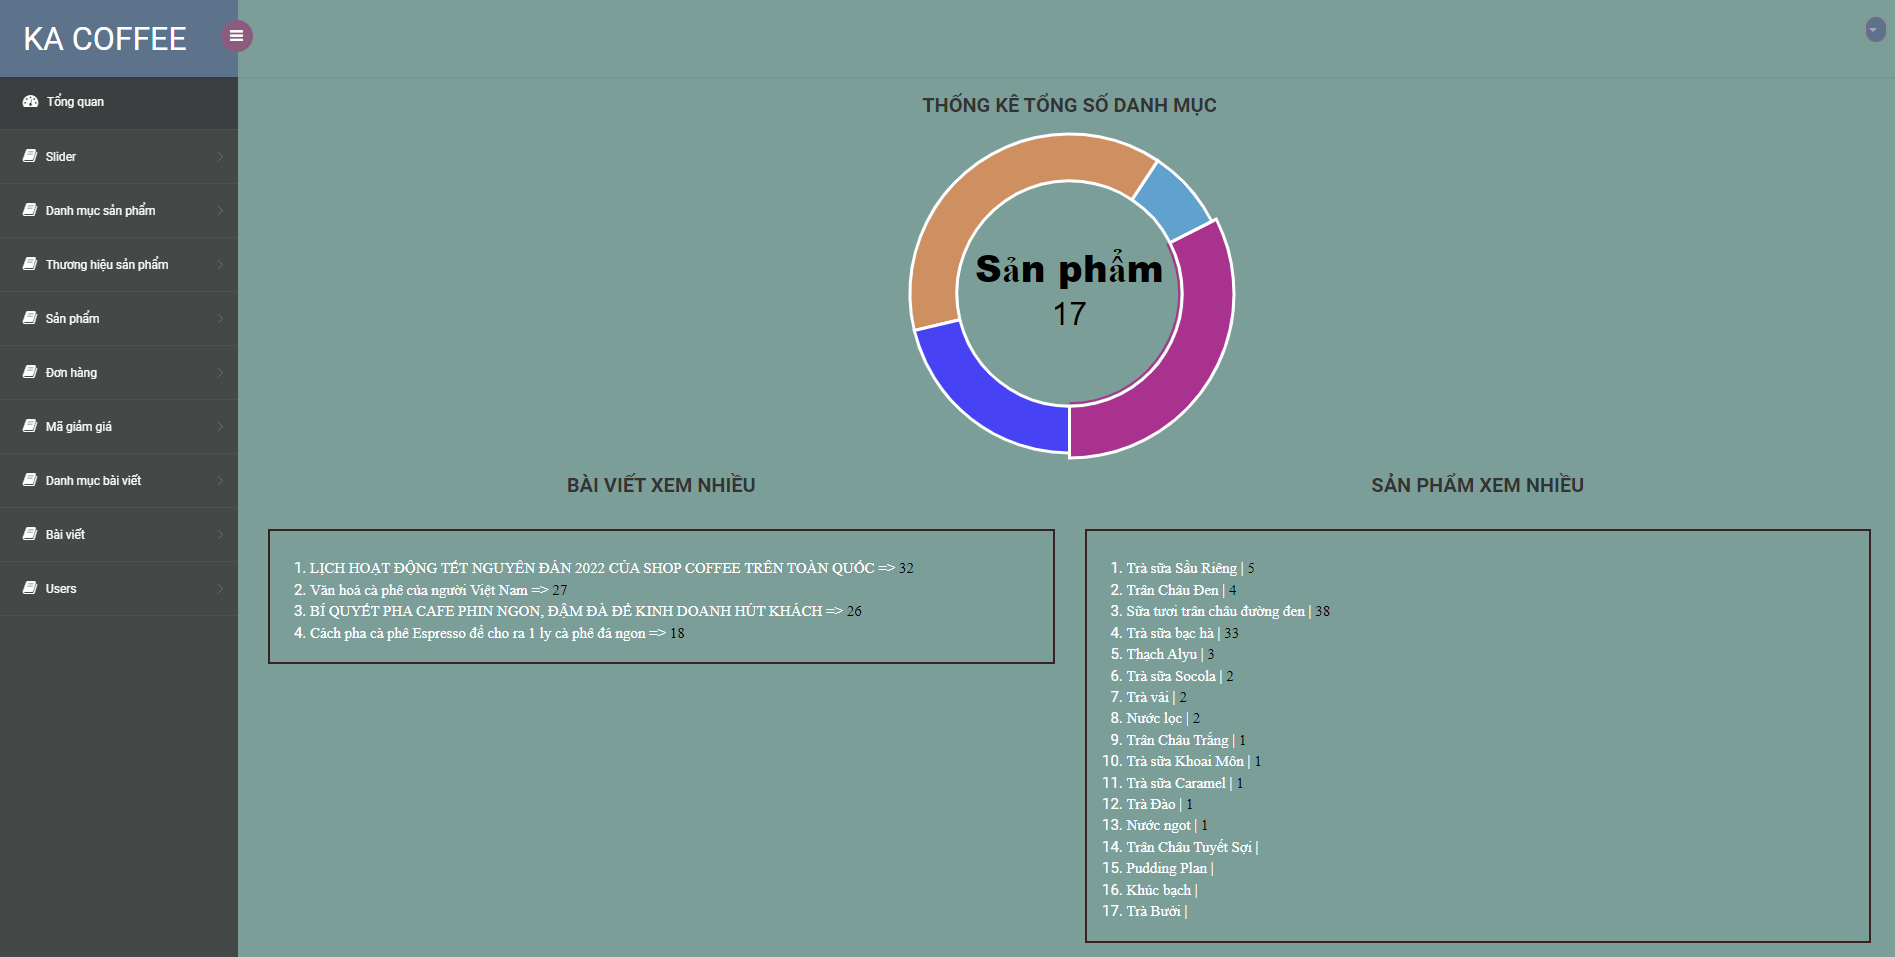 KA COFFEE
Tổng quan
Slider
Danh mục sản phẩm
Thương hiệu sản phẩm
Sản phẩm
Đơn hàng
Mã giảm giá
Danh mục bài viết
Bài viết
Users
THỐNG KÊ TỔNG SỐ DANH MỤC
Sản phẩm
17
BÀI VIẾT XEM NHIỀU
1. LỊCH HOẠT ĐỘNG TẾT NGUYÊN ĐÁN 2022 CỦA SHOP COFFEE TRÊN TOÀN QUỐC => 32
2. Văn hoá cà phê của người Việt Nam => 27
3. BÍ QUYẾT PHA CAFE PHIN NGON, ĐẬM ĐÀ ĐỂ KINH DOANH HÚT KHÁCH => 26
4. Cách pha cà phê Espresso để cho ra 1 ly cà phê đá ngon => 18
SẢN PHẨM XEM NHIỀU
1. Trà sữa Sầu Riêng | 5
2. Trân Châu Đen | 4
3. Sữa tươi trân châu đường đen | 38
4. Trà sữa bạc hà | 33
5. Thạch Alyu | 3
6. Trà sữa Socola | 2
7. Trà vải | 2
8. Nước lọc | 2
9. Trân Châu Trắng | 1
10. Trà sữa Khoai Môn | 1
11. Trà sữa Caramel | 1
12. Trà Đào | 1
13. Nước ngọt | 1
14. Trân Châu Tuyết Sợi |
15. Pudding Plan |
16. Khúc bạch |
17. Trà Bưởi |